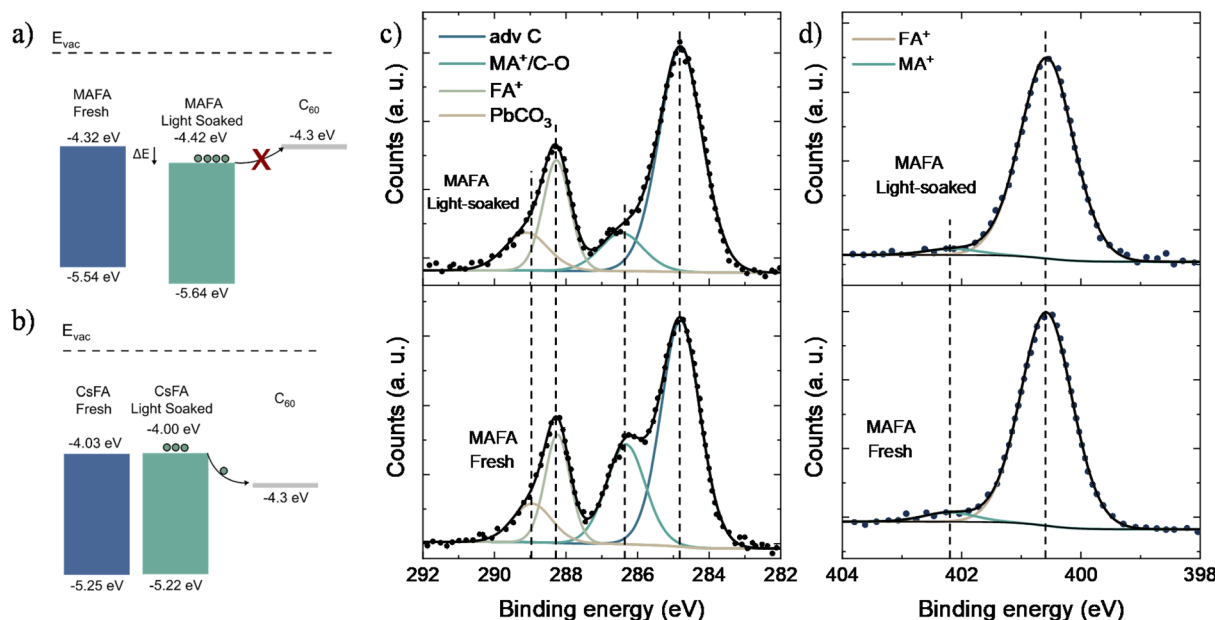 a)
E_vac
MAFA
Fresh
-4.32 eV
MAFA
Light Soaked
-4.42 eV
C₆₀
-4.3 eV
ΔE
X
-5.54 eV
-5.64 eV
b)
E_vac
CsFA
Fresh
-4.03 eV
CsFA
Light Soaked
-4.00 eV
C₆₀
-4.3 eV
-5.25 eV
-5.22 eV
c)
adv C
MA⁺/C-O
FA⁺
PbCO₃
Counts (a. u.)
MAFA
Light-soaked
Counts (a. u.)
MAFA
Fresh
292 290 288 286 284 282
Binding energy (eV)
d)
FA⁺
MA⁺
Counts (a. u.)
MAFA
Light-soaked
Counts (a. u.)
MAFA
Fresh
404 402 400 398
Binding energy (eV)